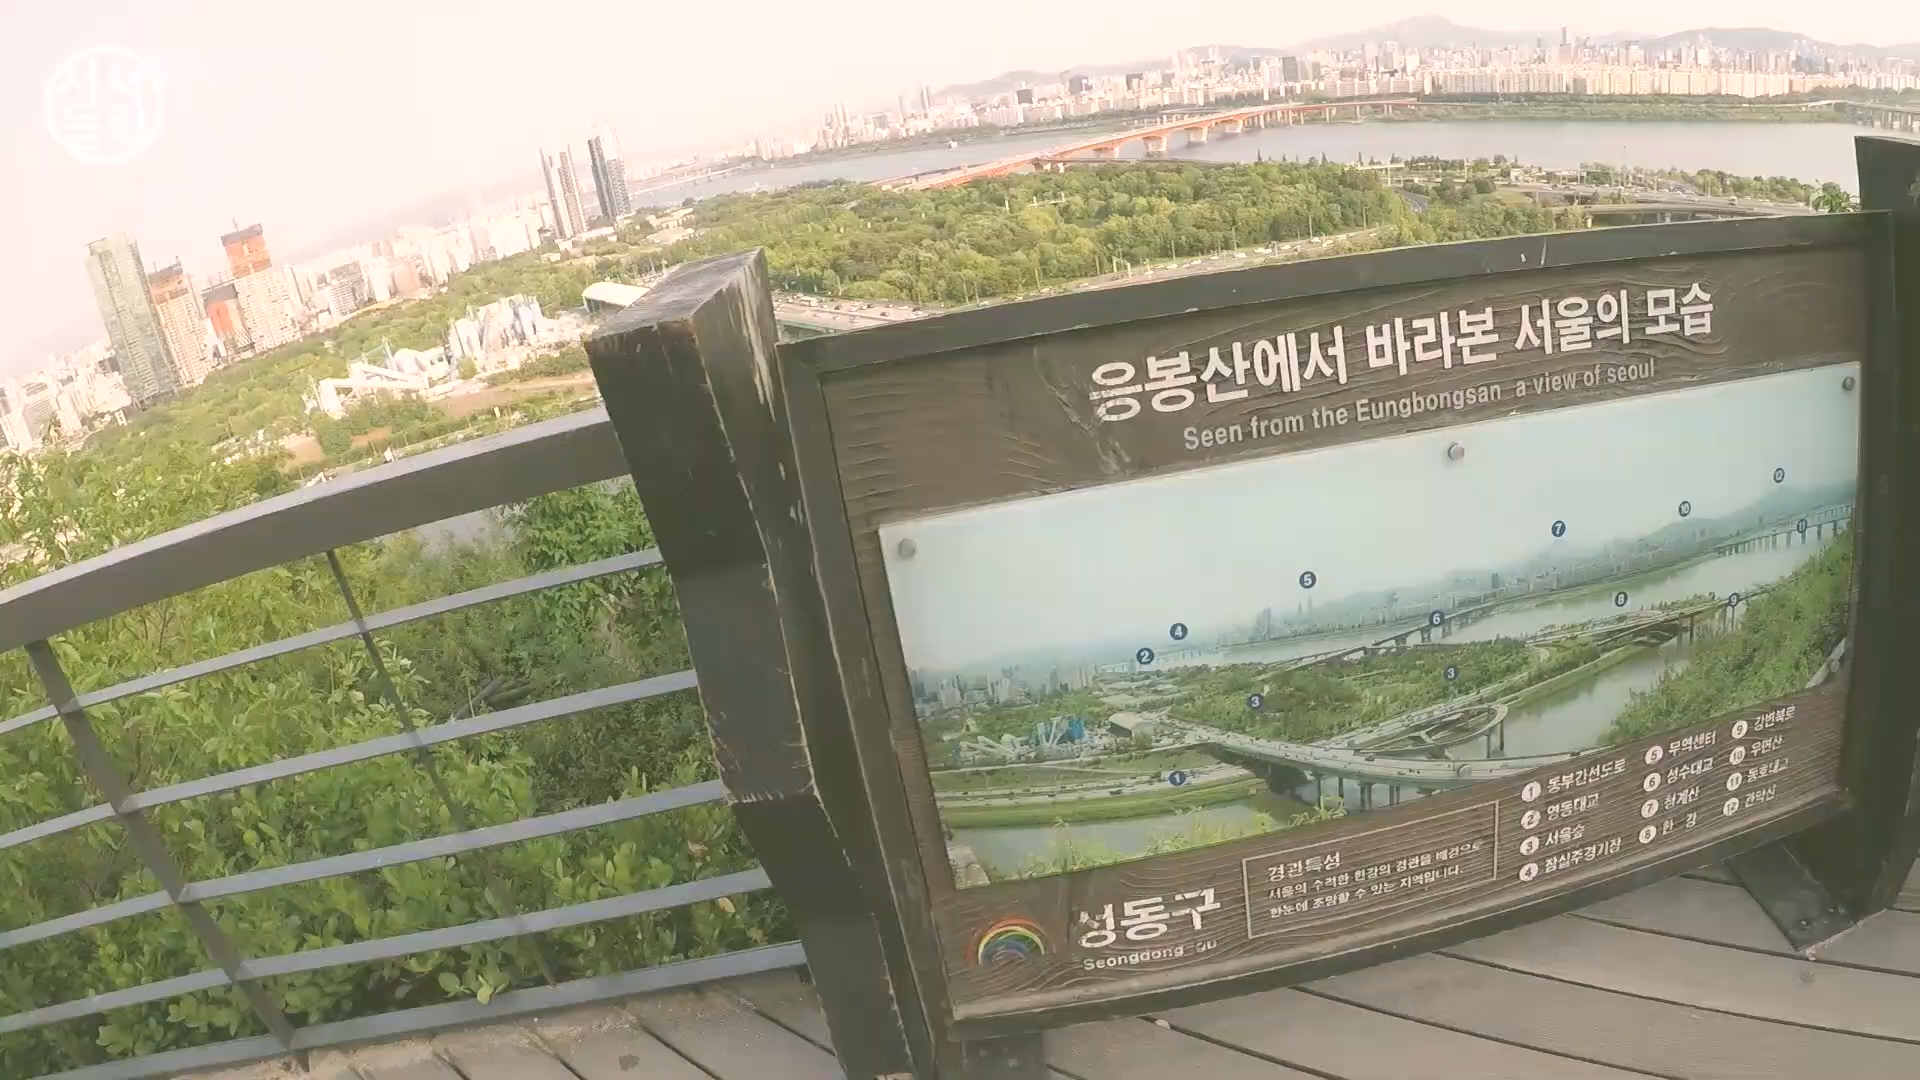 응봉산에서 바라본 서울의 모습
Seen from the Eungbongsan a view of seoul
1 동부간선도로
2 영동대교
3 서울숲
4 잠실주경기장
5 무역센터
6 성수대교
7 청계산
8 한 강
9 강변북로
10 우면산
11 동호대교
12 관악산
경관특성
서울의 수려한 한강의 경관을 배경으로
한눈에 조망할 수 있는 지역입니다.
성동구
Seongdong-gu